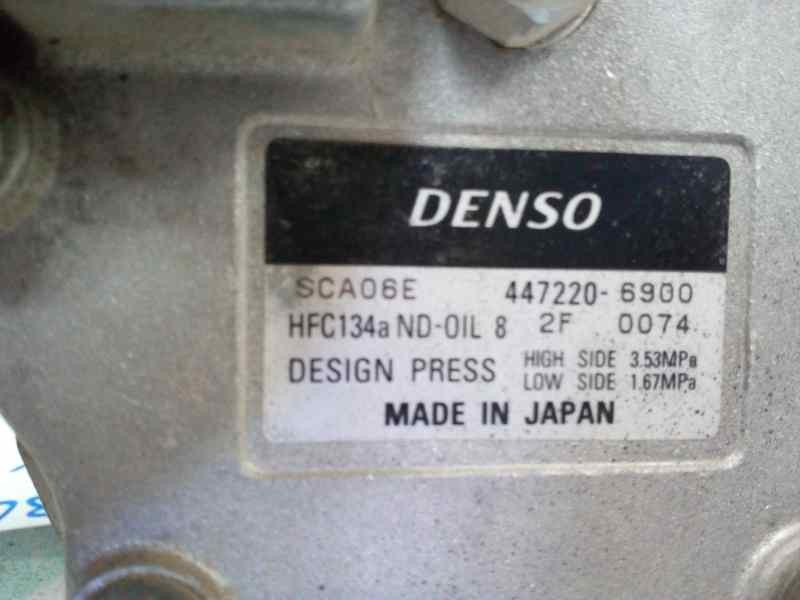 DENSO
SCA06E 447220-6900
HFC134a ND-OIL 8 2F 0074
DESIGN PRESS HIGH SIDE 3.53MPa
LOW SIDE 1.67MPa
MADE IN JAPAN